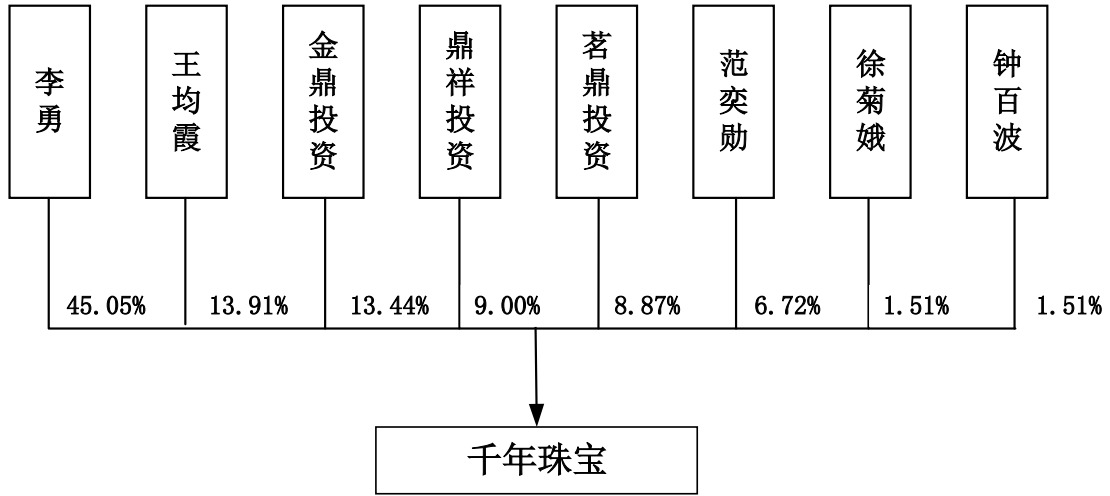 李勇
王均霞
金鼎投资
鼎祥投资
茗鼎投资
范奕勋
徐菊娥
钟百波
45.05%
13.91%
13.44%
9.00%
8.87%
6.72%
1.51%
1.51%
千年珠宝